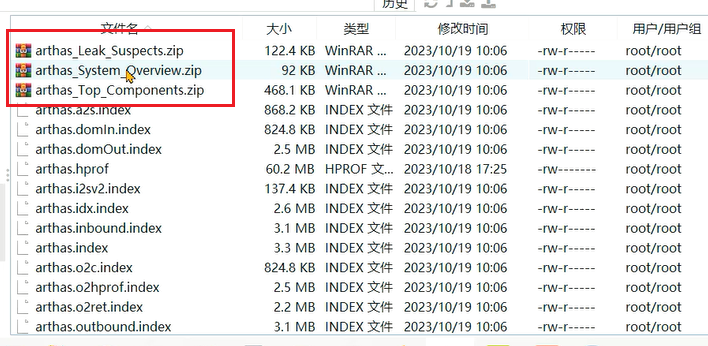 历史
文件名 大小 类型 修改时间 权限 用户/用户组
arthas_Leak_Suspects.zip 122.4 KB WinRAR ... 2023/10/19 10:06 -rw-r----- root/root
arthas_System_Overview.zip 92 KB WinRAR ... 2023/10/19 10:06 -rw-r----- root/root
arthas_Top_Components.zip 468.1 KB WinRAR ... 2023/10/19 10:06 -rw-r----- root/root
arthas.a2s.index 868.2 KB INDEX 文件 2023/10/19 10:06 -rw-r----- root/root
arthas.domIn.index 824.8 KB INDEX 文件 2023/10/19 10:06 -rw-r----- root/root
arthas.domOut.index 2.5 MB INDEX 文件 2023/10/19 10:06 -rw-r----- root/root
arthas.hprof 60.2 MB HPROF 文... 2023/10/18 17:25 -rw------- root/root
arthas.i2sv2.index 137.4 KB INDEX 文件 2023/10/19 10:06 -rw-r----- root/root
arthas.idx.index 2.6 MB INDEX 文件 2023/10/19 10:06 -rw-r----- root/root
arthas.inbound.index 3.1 MB INDEX 文件 2023/10/19 10:06 -rw-r----- root/root
arthas.index 3.3 MB INDEX 文件 2023/10/19 10:06 -rw-r----- root/root
arthas.o2c.index 824.8 KB INDEX 文件 2023/10/19 10:06 -rw-r----- root/root
arthas.o2hprof.index 2.5 MB INDEX 文件 2023/10/19 10:06 -rw-r----- root/root
arthas.o2ret.index 2.2 MB INDEX 文件 2023/10/19 10:06 -rw-r----- root/root
arthas.outbound.index 3.1 MB INDEX 文件 2023/10/19 10:06 -rw-r----- root/root